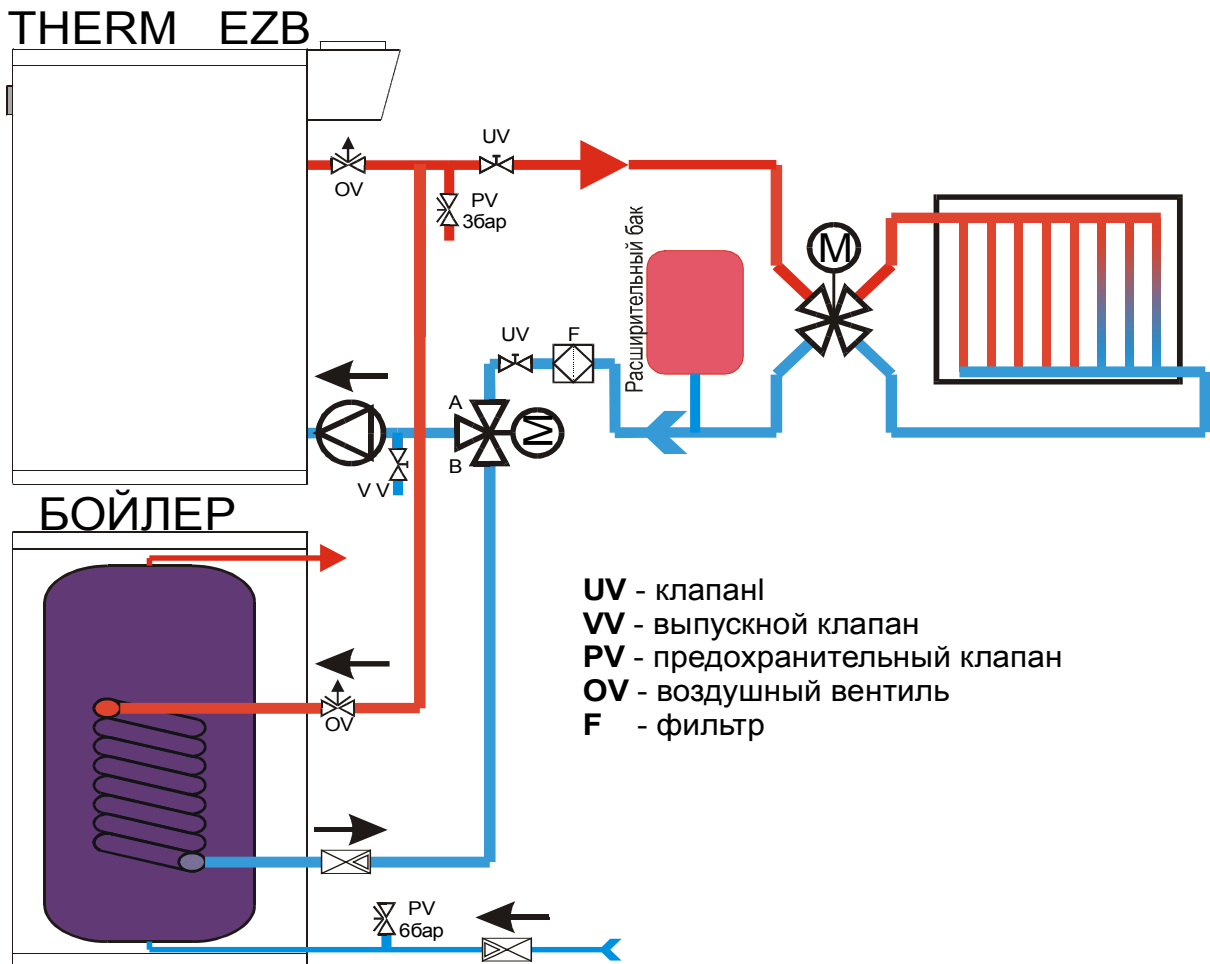 THERM EZB
UV
OV
PV
3бар
Расширительный бак
M
UV
F
A
M
B
VV
БОЙЛЕР
UV - клапанl
VV - выпускной клапан
PV - предохранительный клапан
OV - воздушный вентиль
F - фильтр
OV
PV
6бар